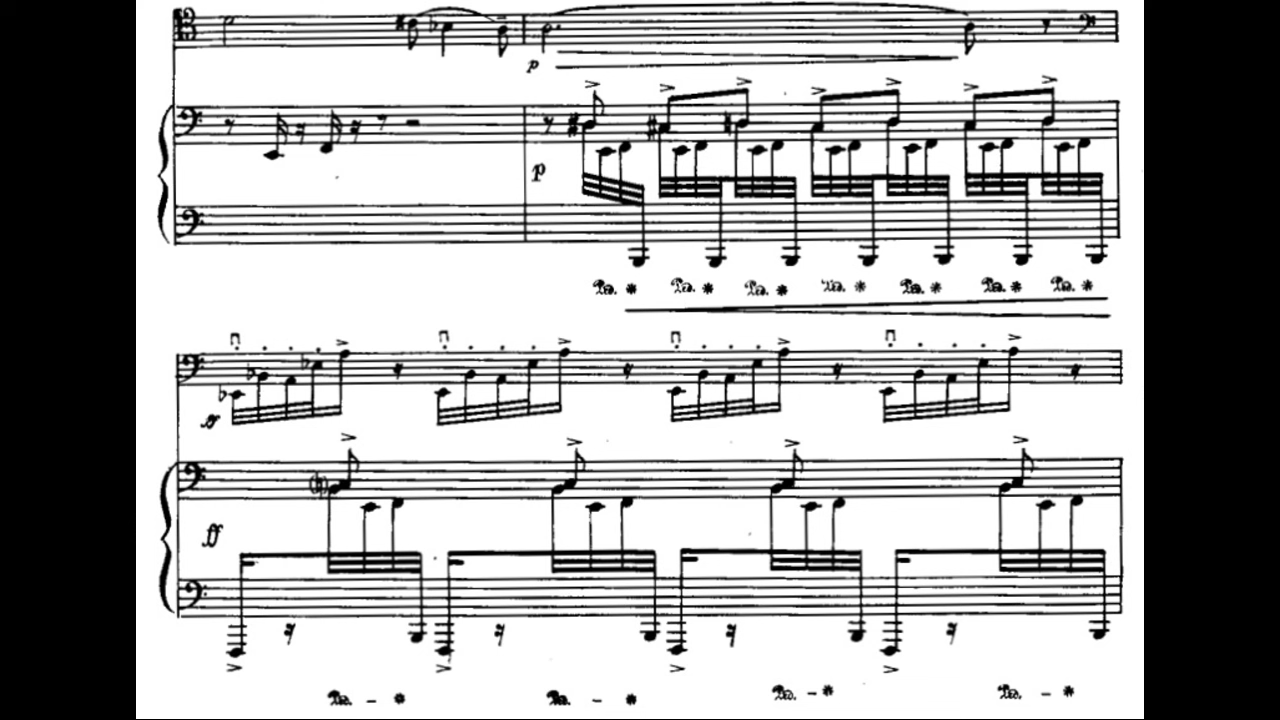 p
p
Ped. * Ped. * Ped. * Ped. * Ped. * Ped. * Ped. *
ff
Ped. – * Ped. – * Ped. – * Ped. – *